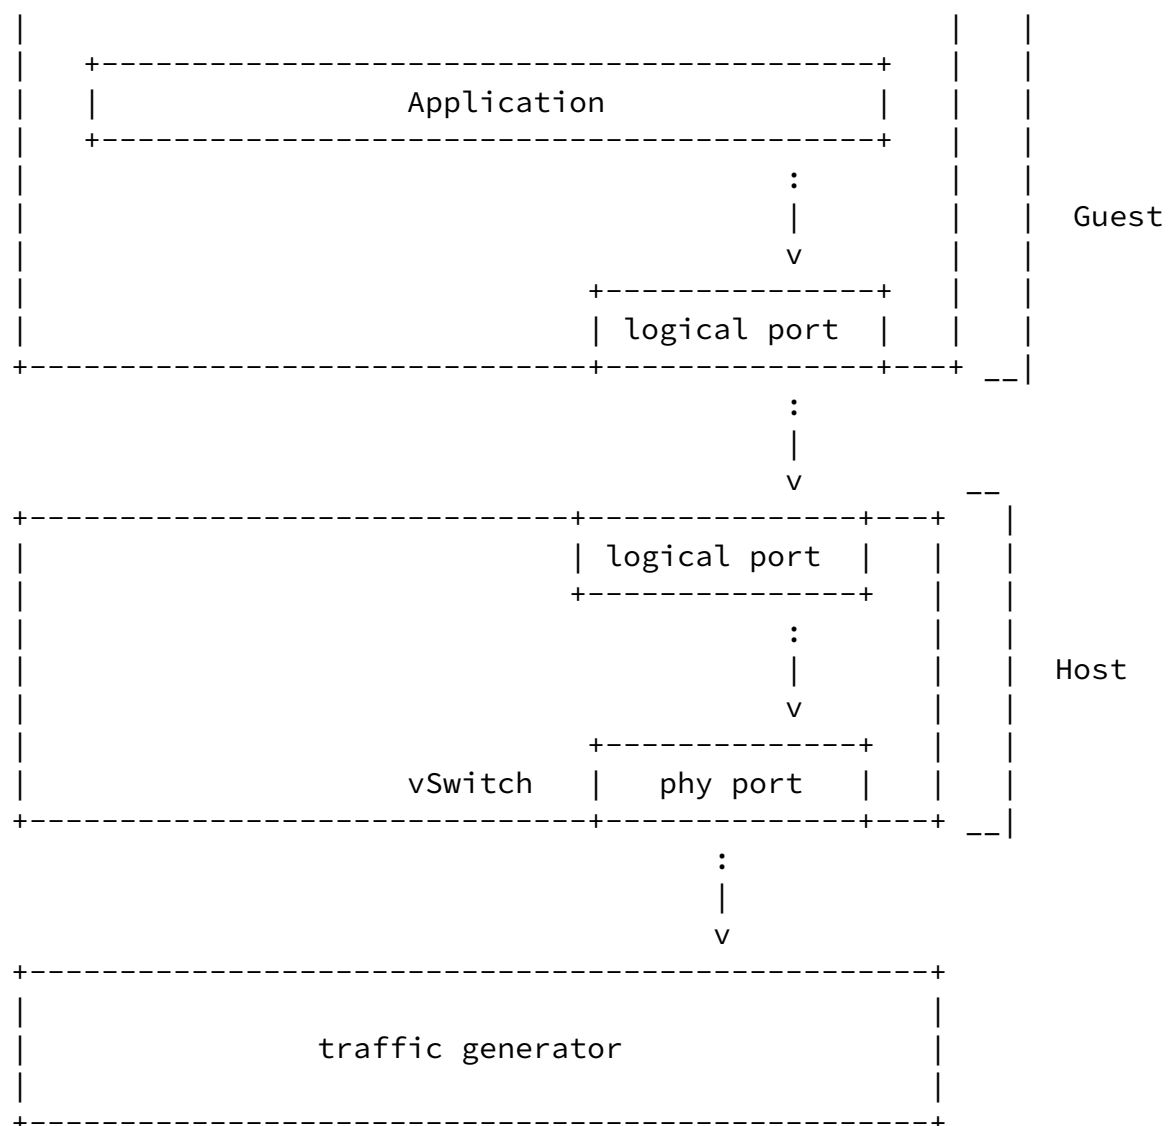 Application
Guest
logical port
logical port
Host
vSwitch phy port
traffic generator